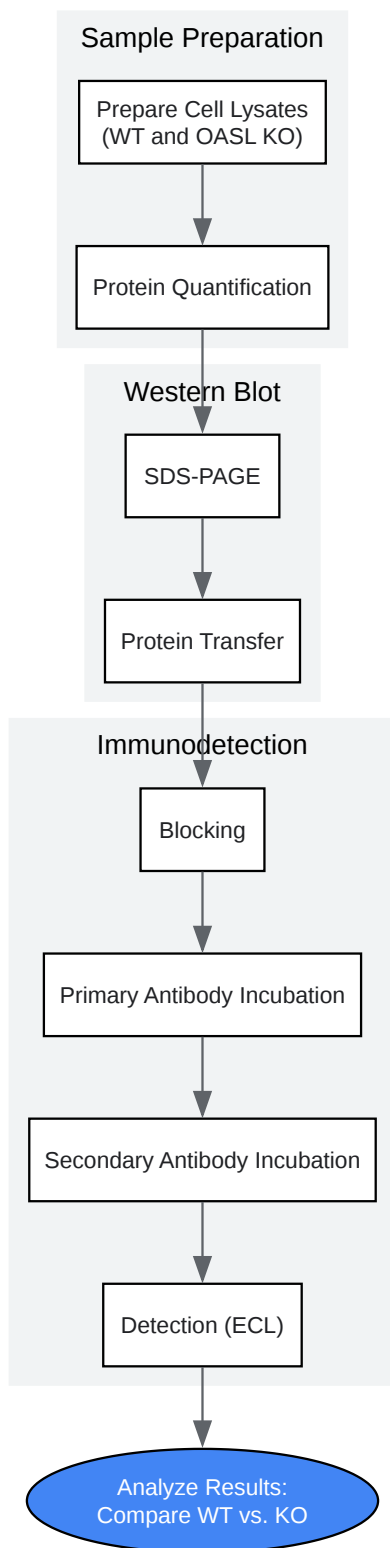 Sample Preparation
Prepare Cell Lysates
(WT and OASL KO)
Protein Quantification
Western Blot
SDS-PAGE
Protein Transfer
Immunodetection
Blocking
Primary Antibody Incubation
Secondary Antibody Incubation
Detection (ECL)
Analyze Results:
Compare WT vs. KO